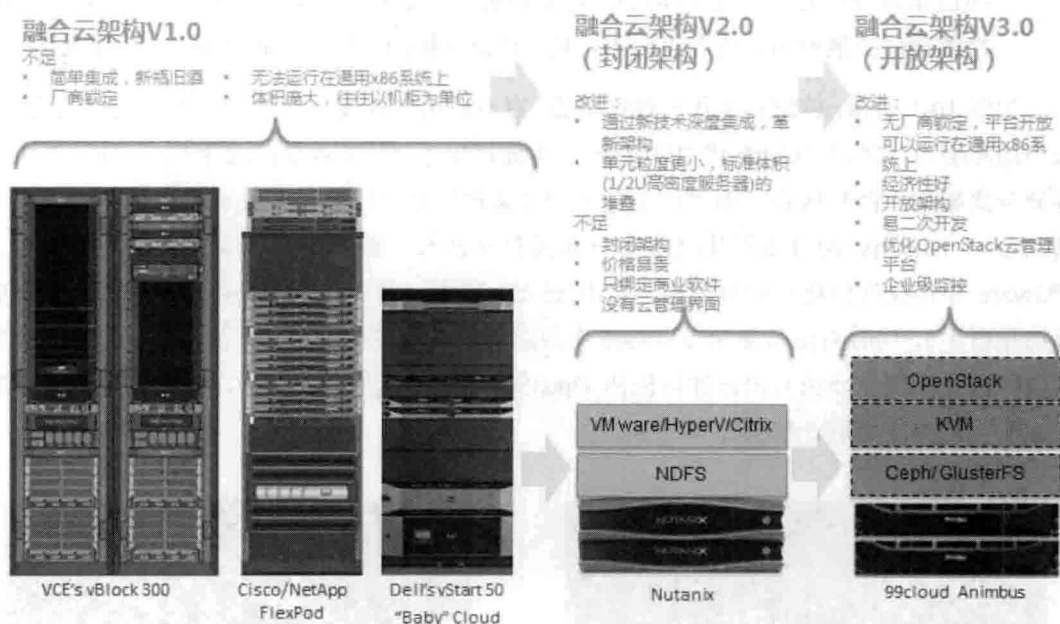 融合云架构V1.0
不足：
• 简单集成，新瓶旧酒
• 厂商锁定
• 无法运行在通用x86系统上
• 体积庞大，往往以机柜为单位
融合云架构V2.0
（封闭架构）
改进：
• 通过新技术深度集成，革
新架构
• 单元粒度更小，标准体积
(1/2U高密度服务器)的
堆叠
不足
• 封闭架构
• 价格昂贵
• 只绑定商业软件
• 没有云管理界面
融合云架构V3.0
（开放架构）
改进：
• 无厂商锁定，平台开放
• 可以运行在通用x86系
统上
• 经济性好
• 开放架构
• 易二次开发
• 优化OpenStack云管理
平台
• 企业级监控
VMware/HyperV/Citrix
NDFS
NUTANIX
NUTANIX
OpenStack
KVM
Ceph/GlusterFS
VCE's vBlock 300
Cisco/NetApp
FlexPod
Dell's vStart 50
"Baby" Cloud
Nutanix
99cloud Animbus